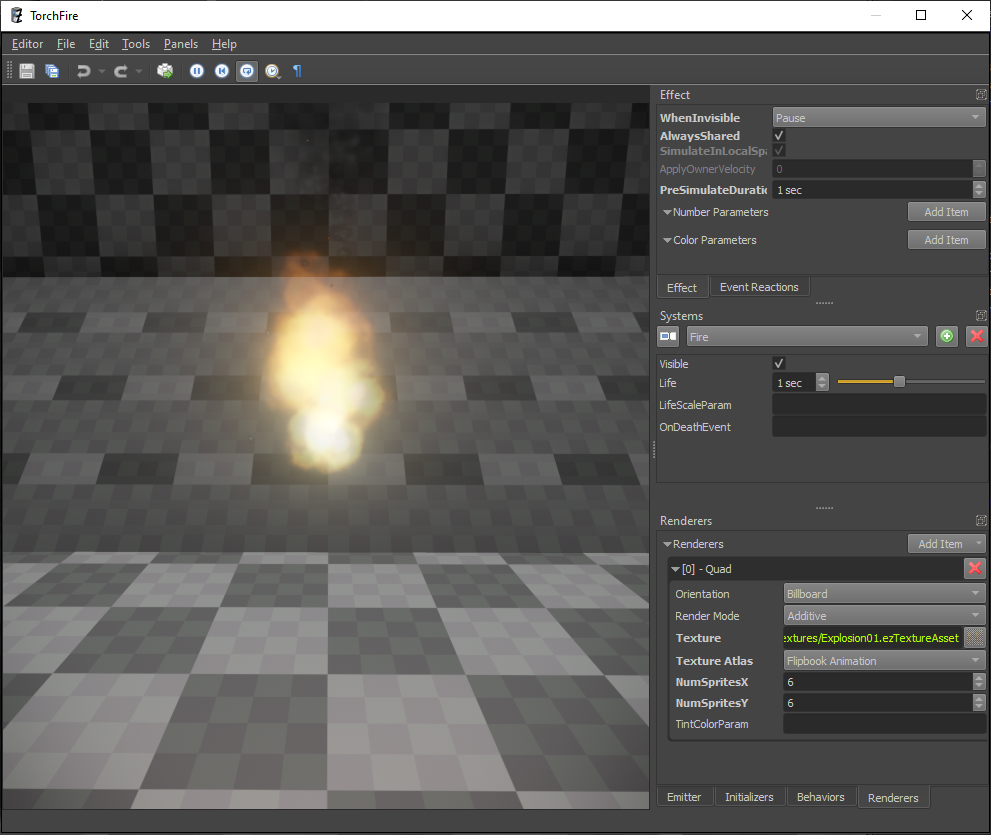 TorchFire
Editor File Edit Tools Panels Help
Effect
WhenInvisible Pause
AlwaysShared
SimulateInLocalSpa
ApplyOwnerVelocity 0
PreSimulateDuratic 1 sec
Number Parameters Add Item
Color Parameters Add Item
Effect Event Reactions
Systems
Fire
Visible
Life 1 sec
LifeScaleParam
OnDeathEvent
Renderers
Renderers Add Item
[0] - Quad
Orientation Billboard
Render Mode Additive
Texture extures/Explosion01.ezTextureAsset
Texture Atlas Flipbook Animation
NumSpritesX 6
NumSpritesY 6
TintColorParam
Emitter Initializers Behaviors Renderers